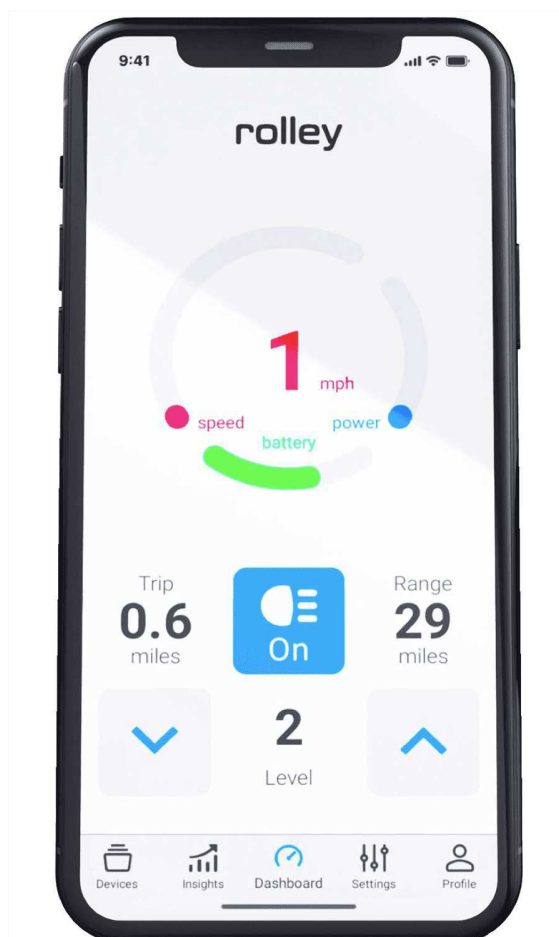 9:41
rolley
1 mph
speed
power
battery
Trip
0.6
miles
On
Range
29
miles
2
Level
Devices
Insights
Dashboard
Settings
Profile